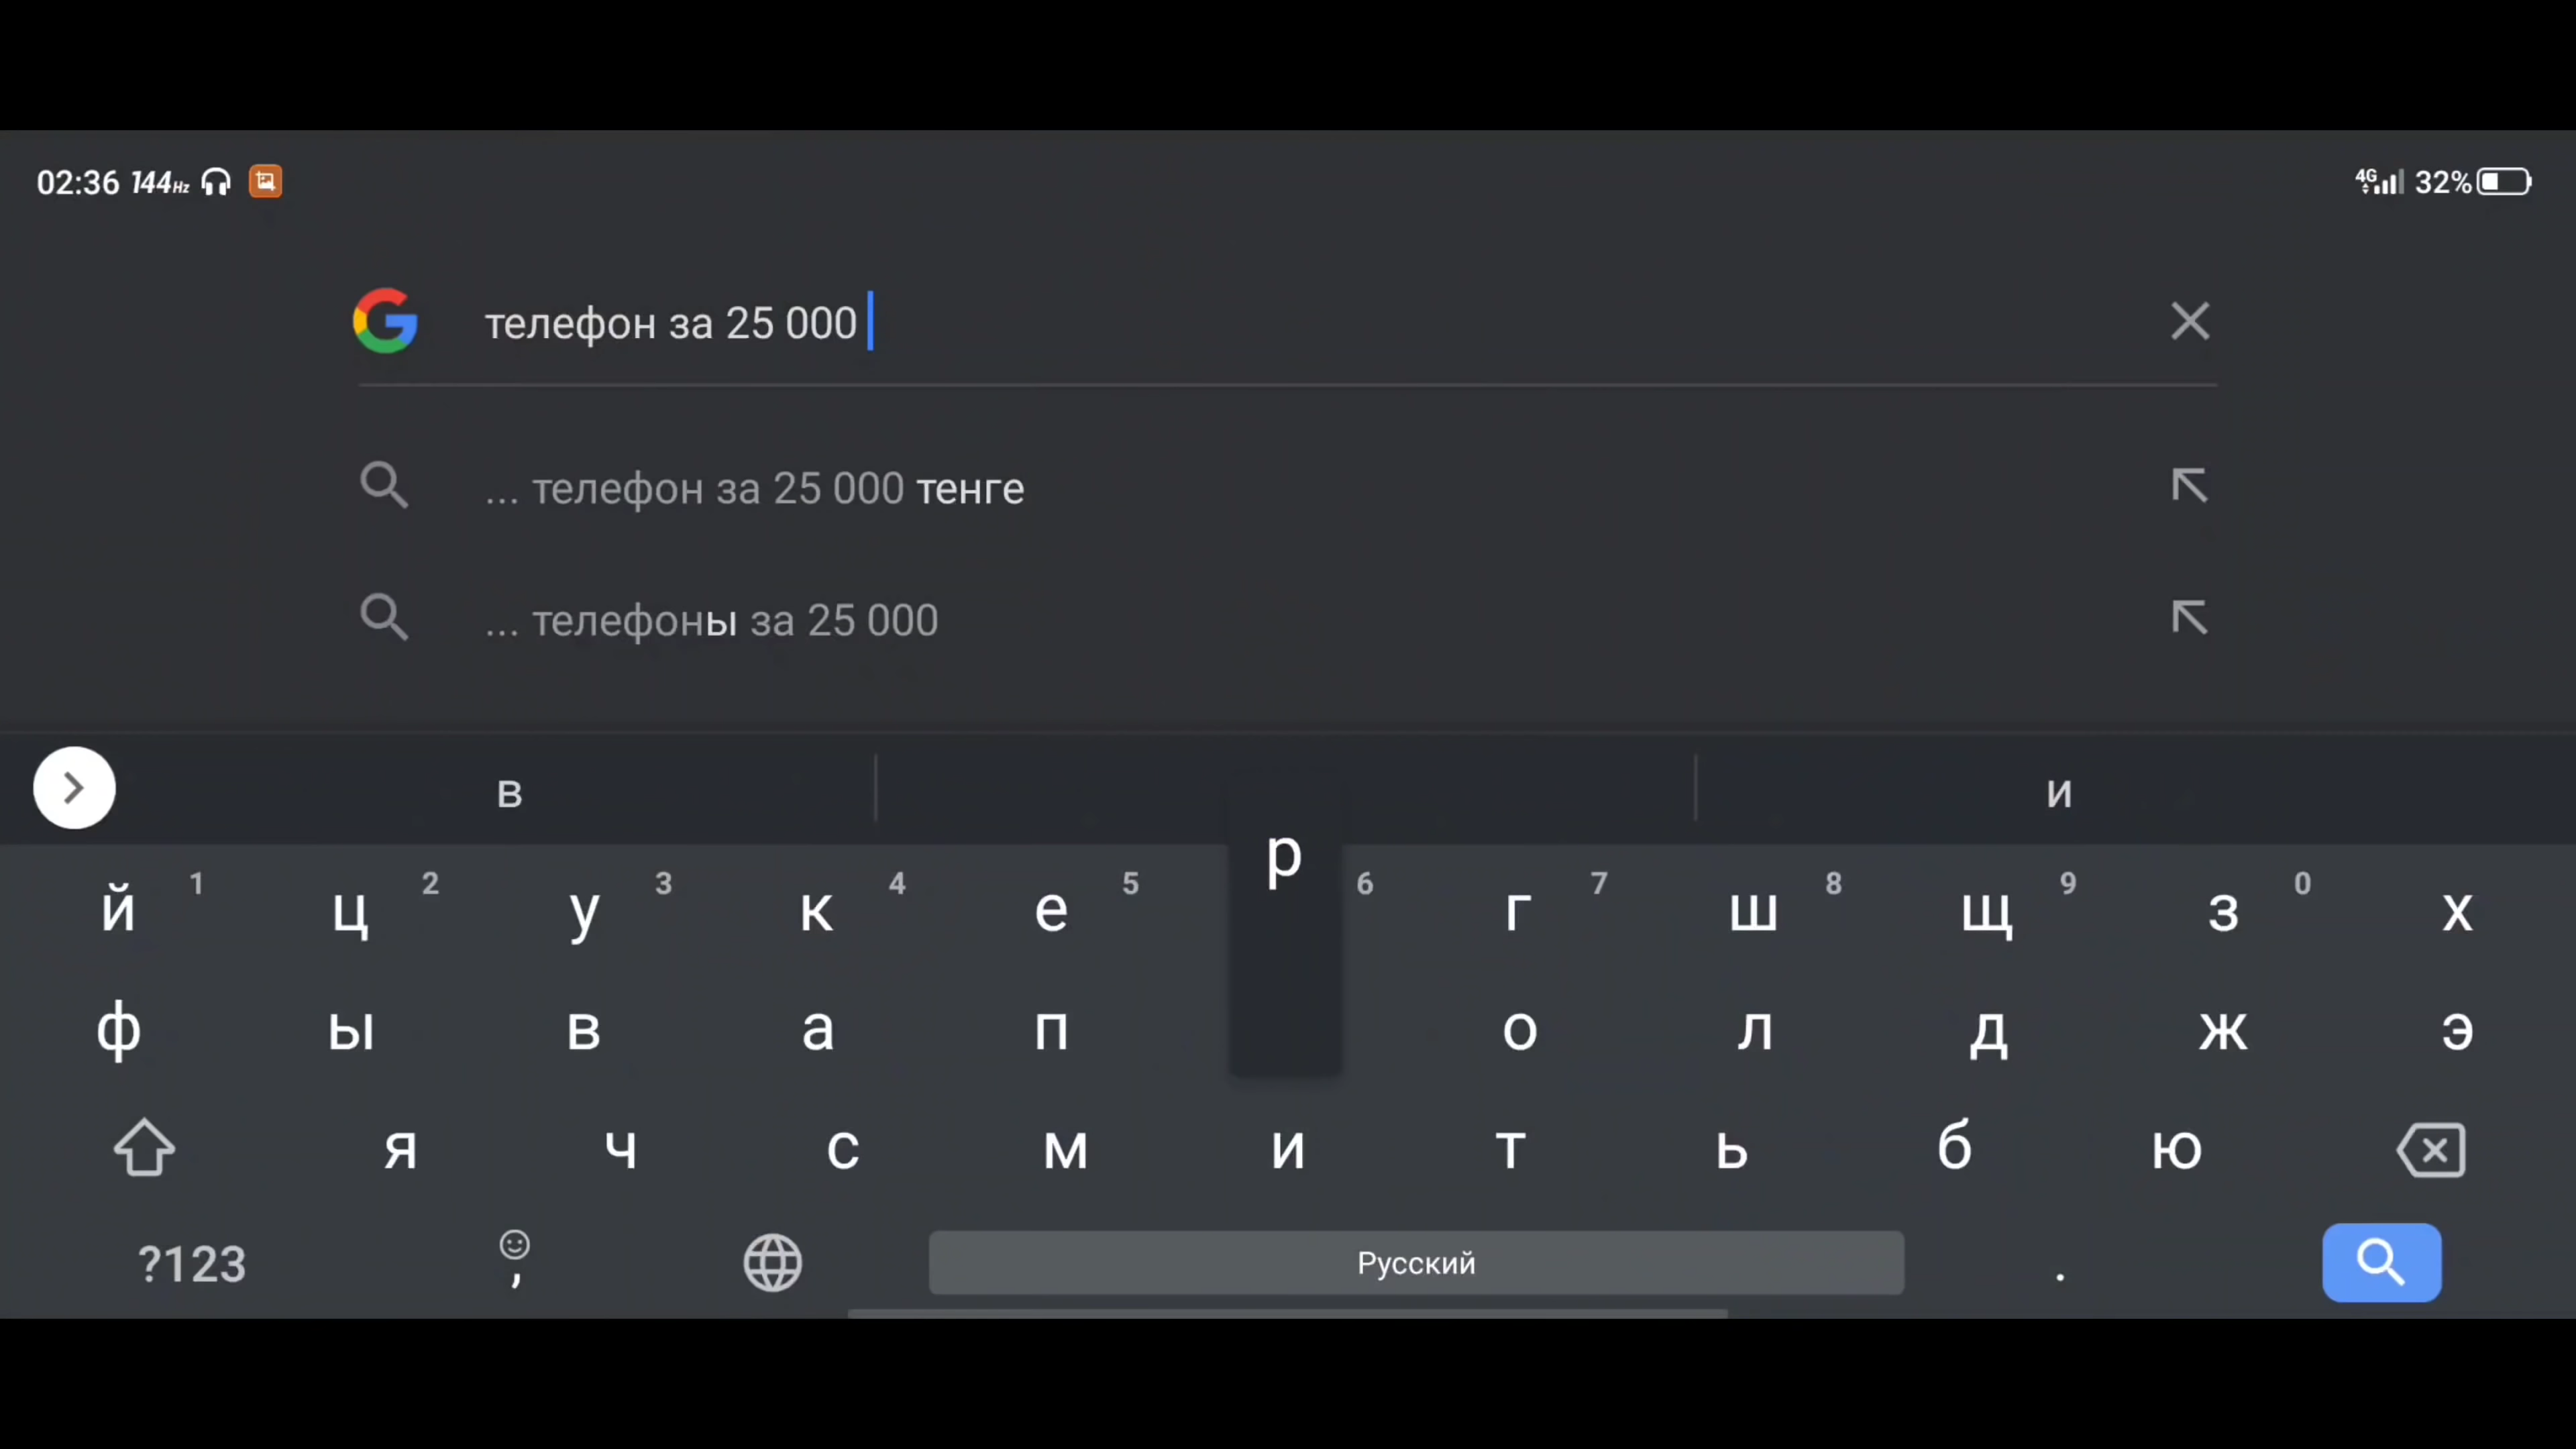 02:36 144Hz 4G 32%
телефон за 25 000
... телефон за 25 000 тенге
... телефоны за 25 000
в и
р
й 1 ц 2 у 3 к 4 е 5 6 г 7 ш 8 щ 9 з 0 х
ф ы в а п о л д ж э
я ч с м и т ь б ю
?123 , Русский .